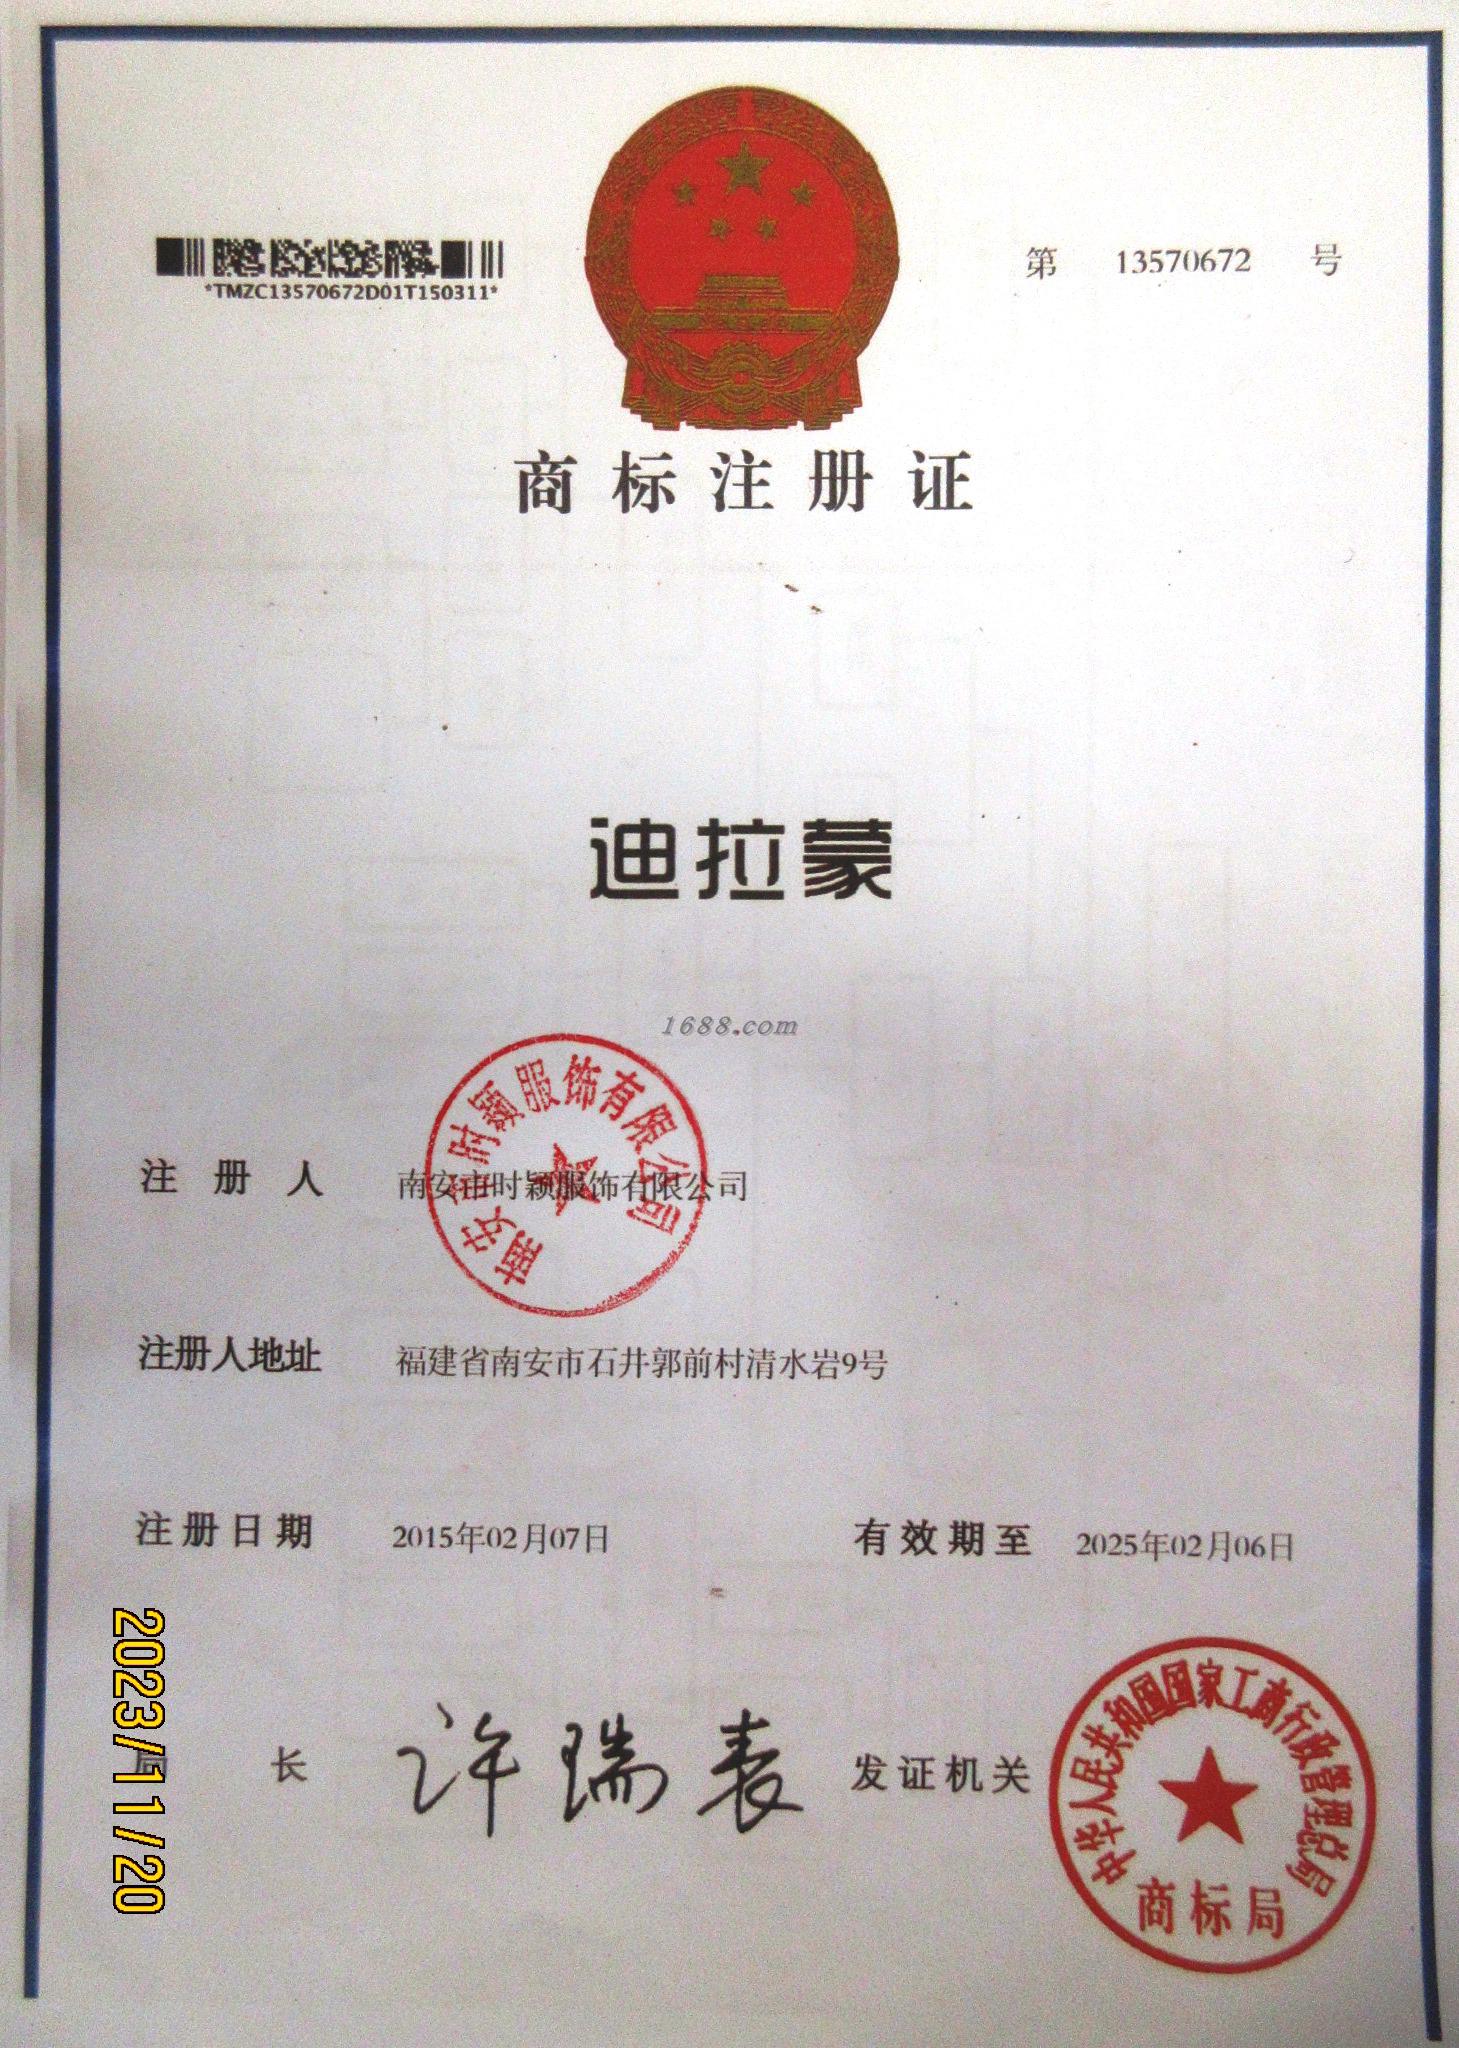 *TMZC13570672D01T150311*
第 13570672 号
商标注册证
迪拉蒙
1688.com
南安市时颖服饰有限公司
注册人 南安市时颖服饰有限公司
注册人地址 福建省南安市石井郭前村清水岩9号
注册日期 2015年02月07日 有效期至 2025年02月06日
局长 许瑞表 发证机关
中华人民共和国国家工商行政管理总局
商标局
2023/11/20